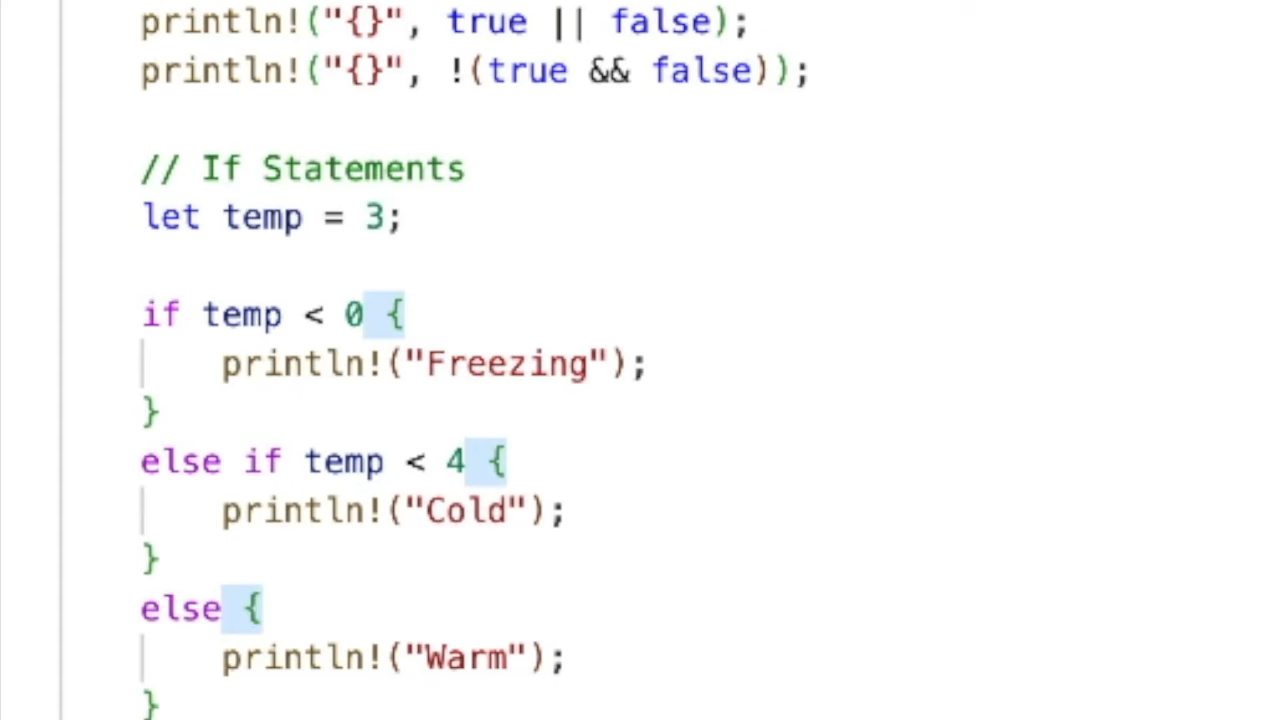 println!("{}", true || false);
println!("{}", !(true && false));
// If Statements
let temp = 3;
if temp < 0 {
println!("Freezing");
}
else if temp < 4 {
println!("Cold");
}
else {
println!("Warm");
}